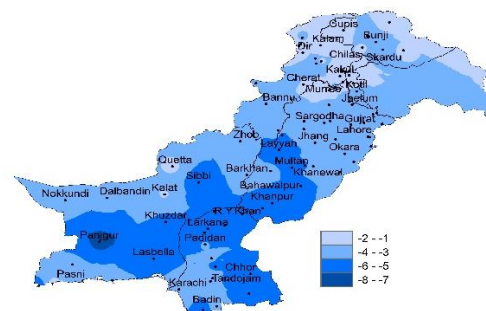 Gupis
Kalam
Bunji
Dir
Chilas
Skardu
Kakul
Cherat
Murree
Kotli
Bannu
Jhelum
Sargodha
Gujrat
Zhob
Jhang
Lahore
Layyah
Okara
Quetta
Multan
Barkhan
Khanewal
Sibbi
Bahawalpur
Nokkundi
Dalbandin
Kalat
Khanpur
Khuzdar
R Y Khan
Larkana
Panjgur
Padidan
Lasbella
Pasni
Chhor
Karachi
Tandojam
Badin
-2 - -1
-4 - -3
-6 - -5
-8 - -7